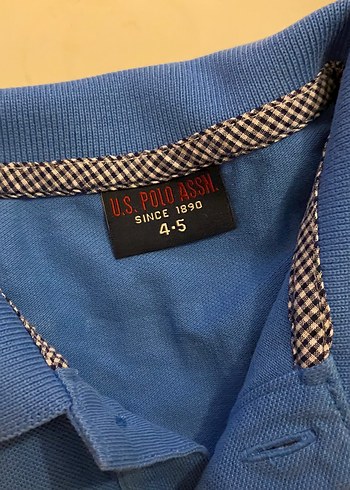 U.S. POLO ASSN.
SINCE 1890
4-5